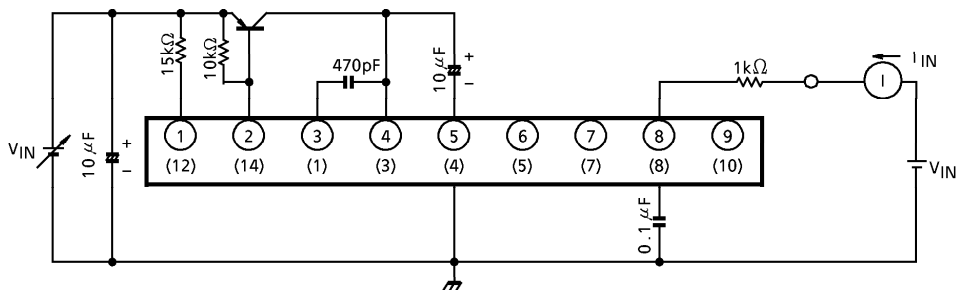 15kΩ
10kΩ
470pF
10μF
+
−
1kΩ
I IN
I
VIN
10μF
+
−
1 2 3 4 5 6 7 8 9
(12) (14) (1) (3) (4) (5) (7) (8) (10)
VIN
0.1μF